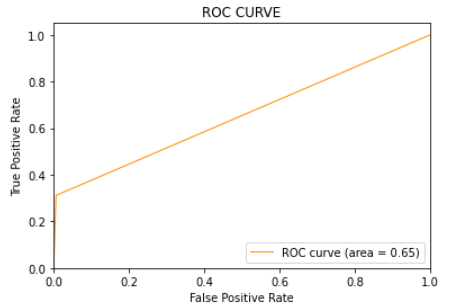 ROC CURVE
1.0
0.8
0.6
0.4
0.2
0.0
True Positive Rate
ROC curve (area = 0.65)
0.0 0.2 0.4 0.6 0.8 1.0
False Positive Rate